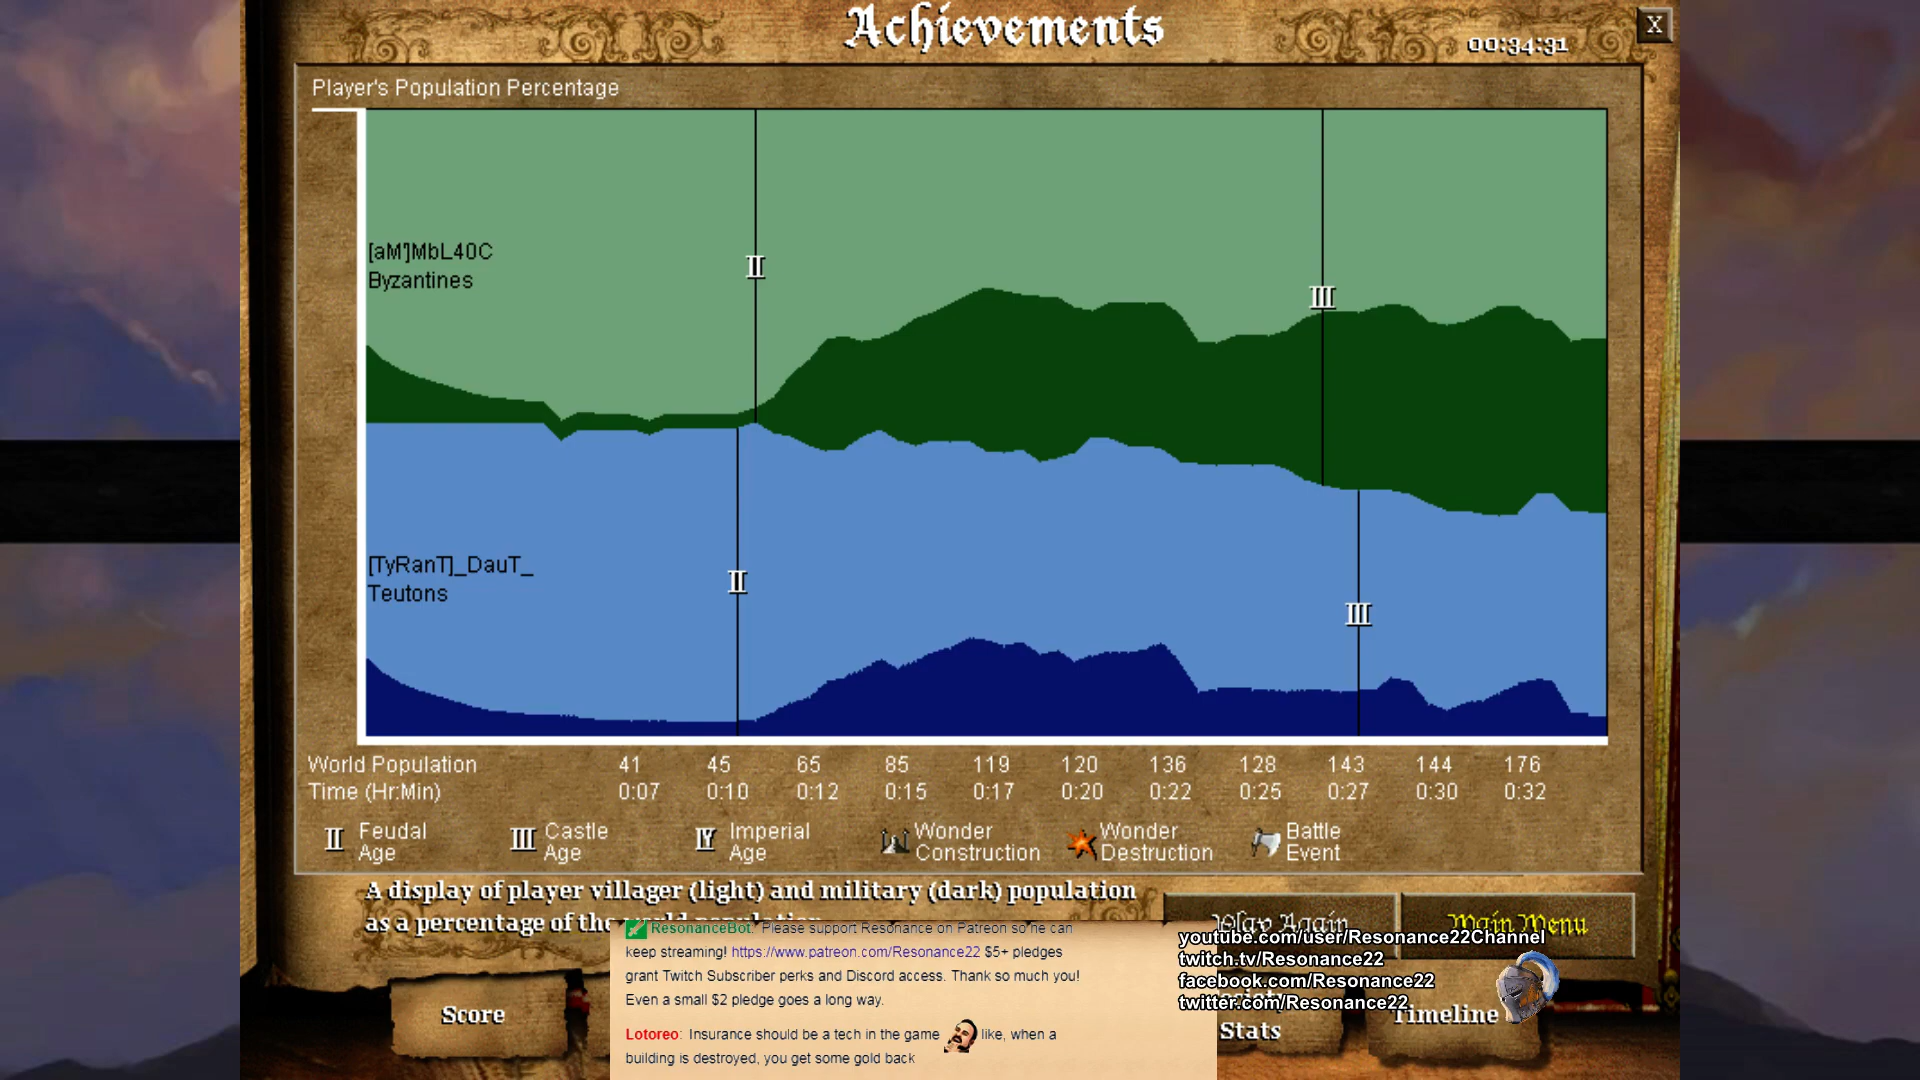 Achievements
X
00:34:31
Player's Population Percentage
[aM']MbL40C
Byzantines
II
III
[TyRanT]_DauT_
Teutons
II
III
World Population 41 45 65 85 119 120 136 128 143 144 176
Time (Hr:Min) 0:07 0:10 0:12 0:15 0:17 0:20 0:22 0:25 0:27 0:30 0:32
II Feudal Age
III Castle Age
IV Imperial Age
Wonder Construction
Wonder Destruction
Battle Event
A display of player villager (light) and military (dark) population
as a percentage of the world population.
Play Again
Main Menu
ResonanceBot: Please support Resonance on Patreon so he can
keep streaming! https://www.patreon.com/Resonance22 $5+ pledges
grant Twitch Subscriber perks and Discord access. Thank so much you!
Even a small $2 pledge goes a long way.
Lotoreo: Insurance should be a tech in the game like, when a
building is destroyed, you get some gold back
youtube.com/user/Resonance22Channel
twitch.tv/Resonance22
facebook.com/Resonance22
twitter.com/Resonance22
Score
Stats
Timeline